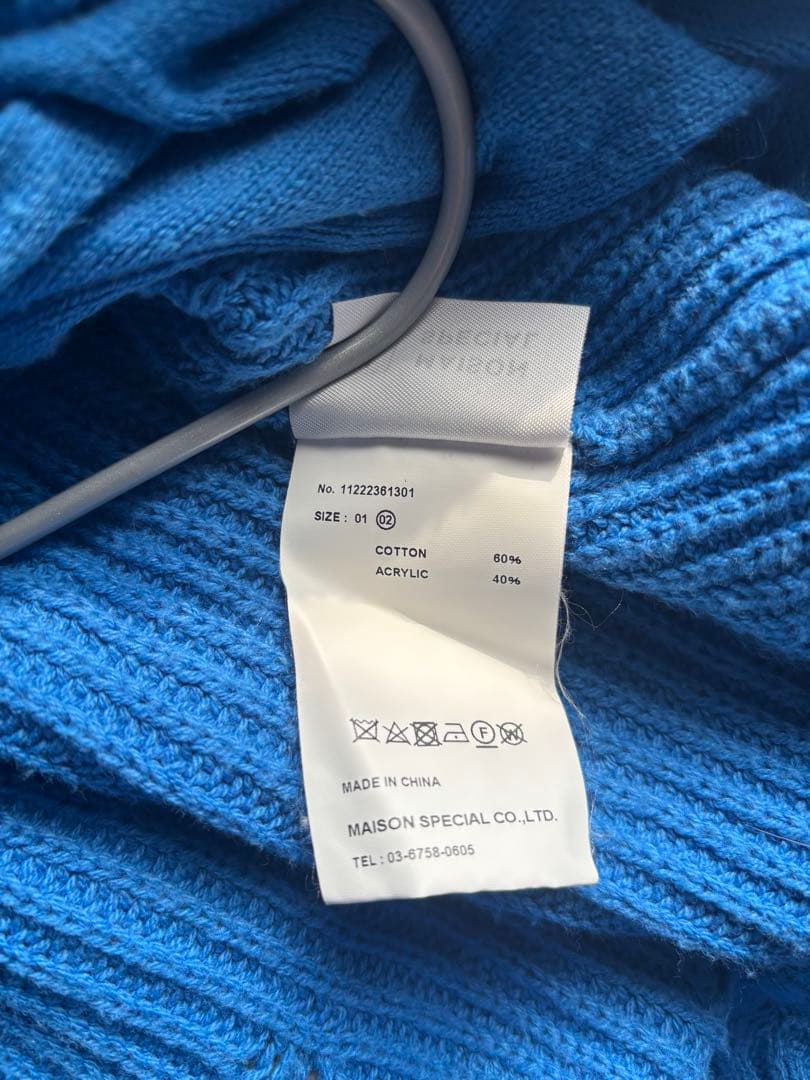 SPECIAL
MAISON
No. 11222361301
SIZE : 01 02
COTTON 60%
ACRYLIC 40%
F W
MADE IN CHINA
MAISON SPECIAL CO.,LTD.
TEL : 03-6758-0605